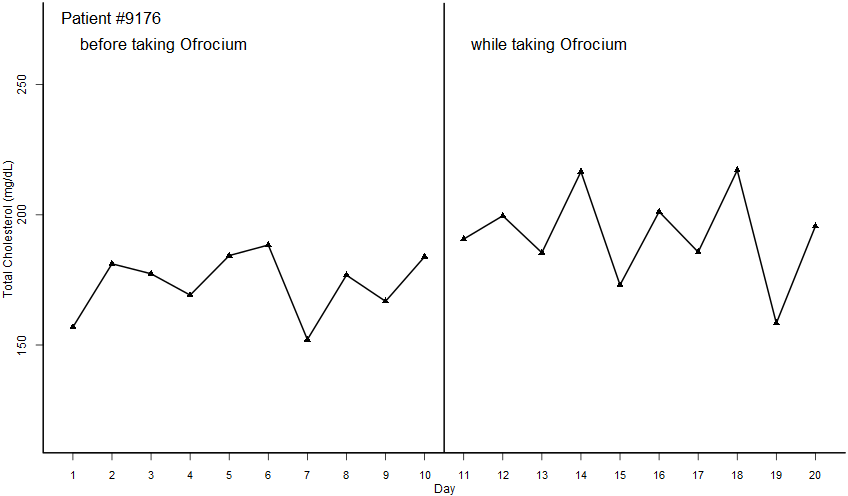 Patient #9176
before taking Ofrocium
while taking Ofrocium
Total Cholesterol (mg/dL)
250
200
150
1 2 3 4 5 6 7 8 9 10 11 12 13 14 15 16 17 18 19 20
Day